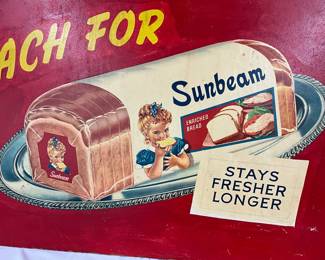 ACH FOR
Sunbeam
ENRICHED
BREAD
Sunbeam
STAYS
FRESHER
LONGER